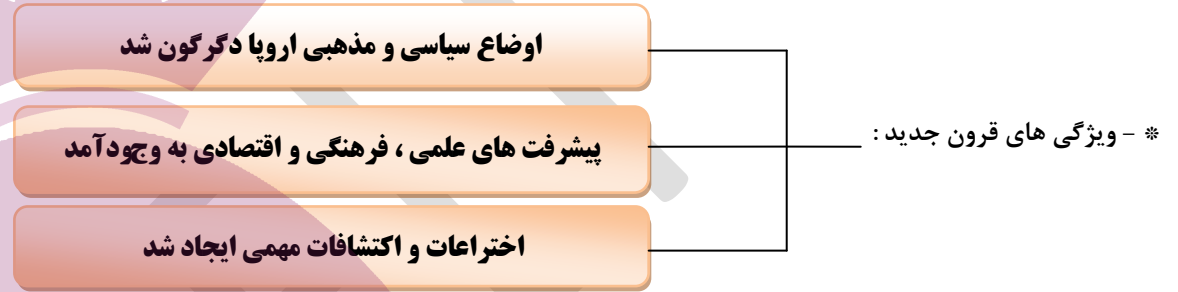 * - ویژگی های قرون جدید :
اوضاع سیاسی و مذهبی اروپا دگرگون شد
پیشرفت های علمی ، فرهنگی و اقتصادی به وجودآمد
اختراعات و اکتشافات مهمی ایجاد شد